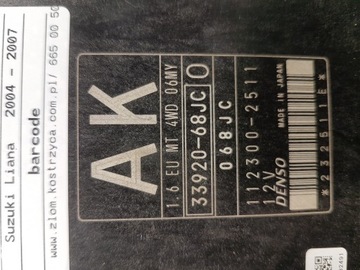 Suzuki Liana 2004 - 2007
barcode
www.zlom.kostrzyca.com.pl/ 665 00 50
AK
1.6 EU MT 4WD 06MY
33920-68JC0
068JC
112300-2511
12V
DENSO MADE IN JAPAN
*232511E*